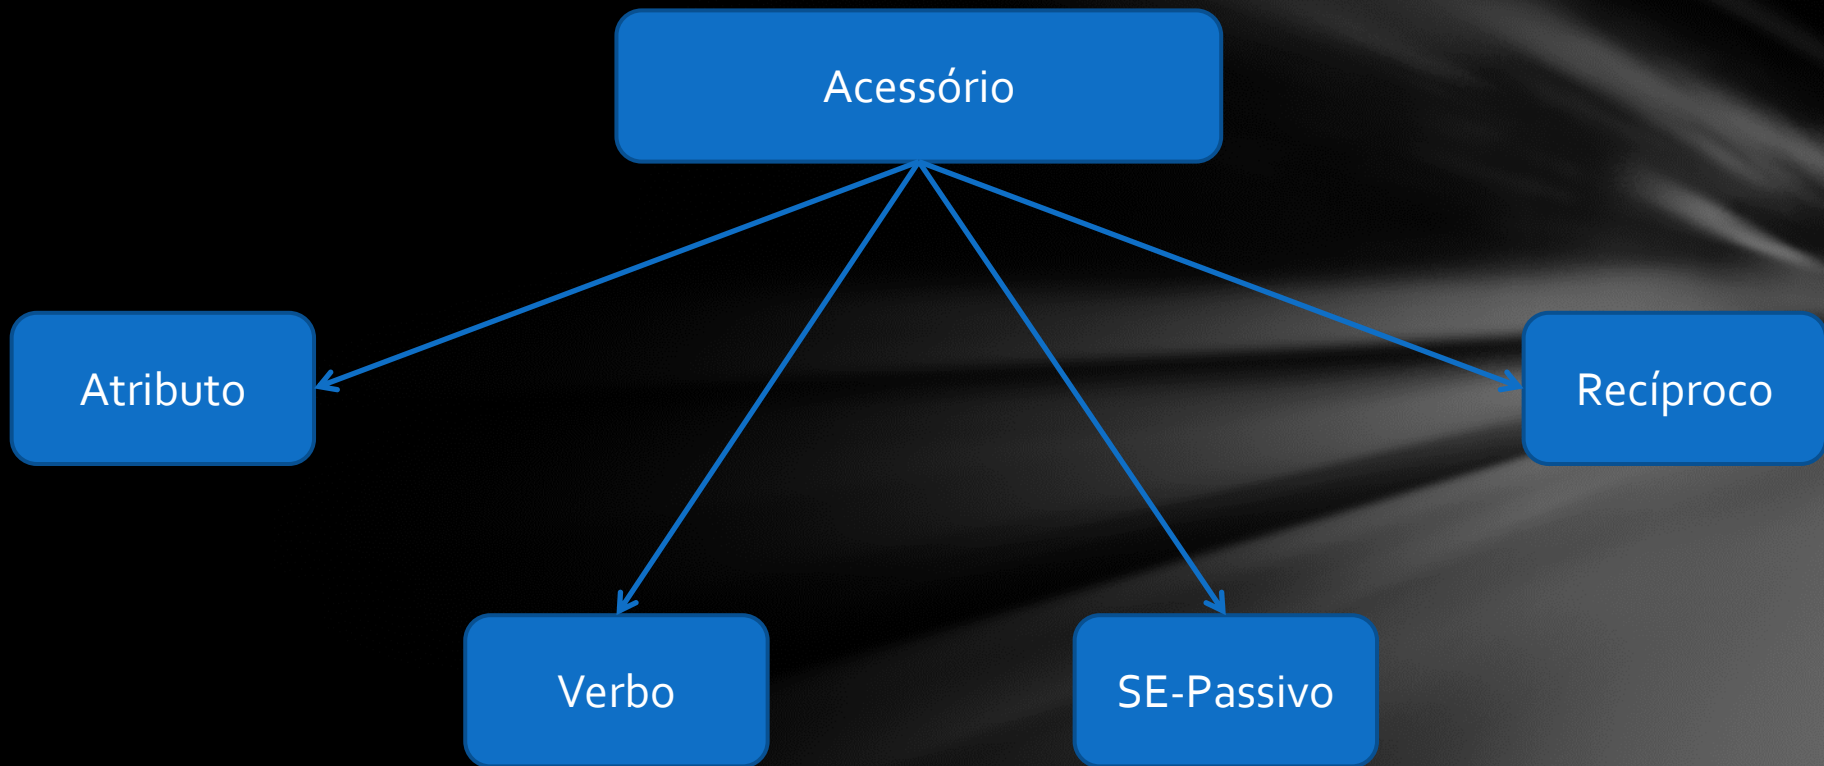 Acessório
Atributo
Recíproco
Verbo
SE-Passivo